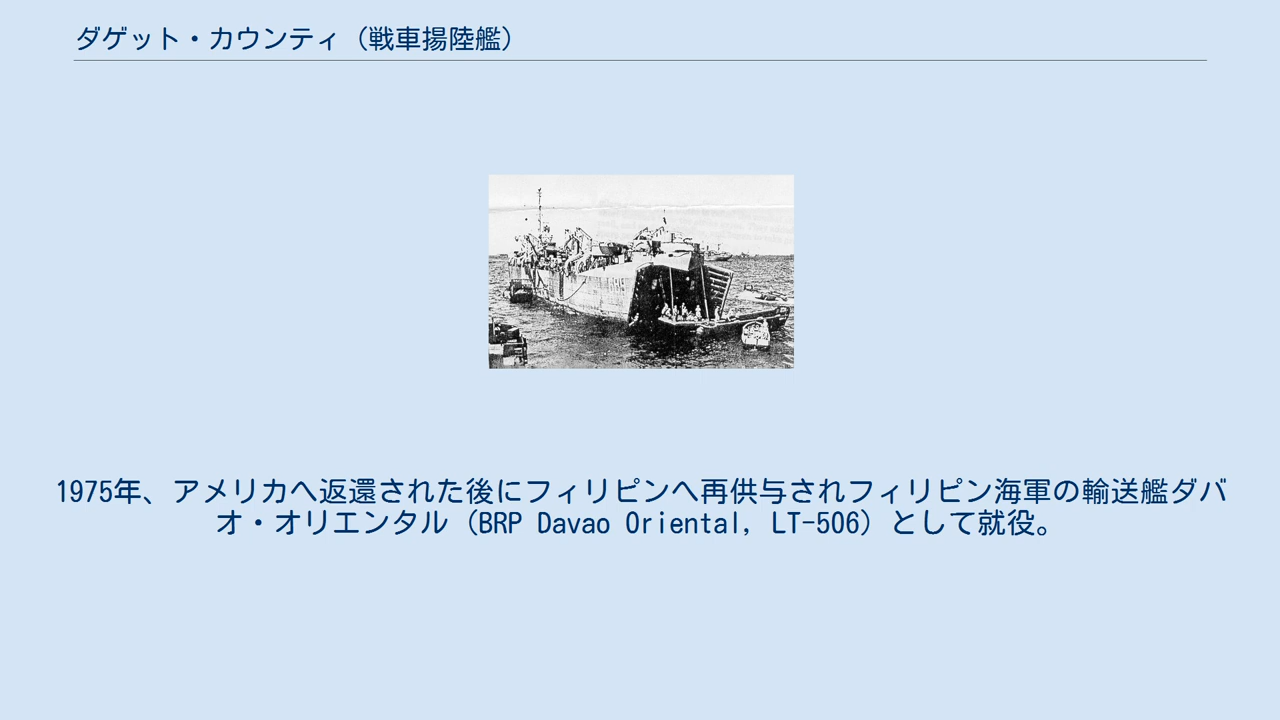 ダゲット・カウンティ（戦車揚陸艦）
1975年、アメリカへ返還された後にフィリピンへ再供与されフィリピン海軍の輸送艦ダバ
オ・オリエンタル（BRP Davao Oriental, LT-506）として就役。